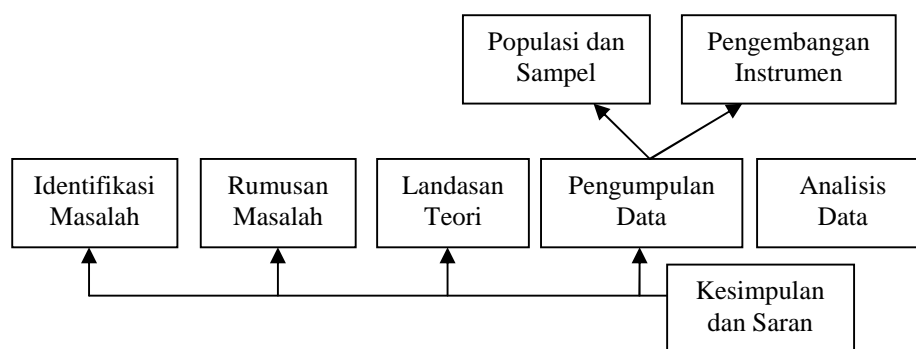 Populasi dan
Sampel
Pengembangan
Instrumen
Identifikasi
Masalah
Rumusan
Masalah
Landasan
Teori
Pengumpulan
Data
Analisis
Data
Kesimpulan
dan Saran